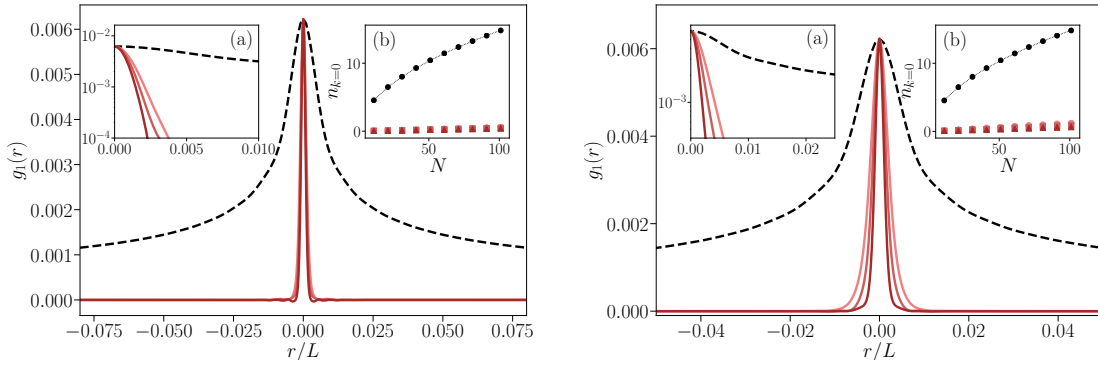 0.006
0.005
0.004
0.003
0.002
0.001
0.000
g₁(r)
−0.075 −0.050 −0.025 0.000 0.025 0.050 0.075
r/L
(a)
10⁻²
10⁻³
10⁻⁴
0.000 0.005 0.010
(b)
10
0
n_{k=0}
50 100
N
0.006
0.004
0.002
0.000
g₁(r)
−0.04 −0.02 0.00 0.02 0.04
r/L
(a)
10⁻³
0.00 0.01 0.02
(b)
10
0
n_{k=0}
50 100
N